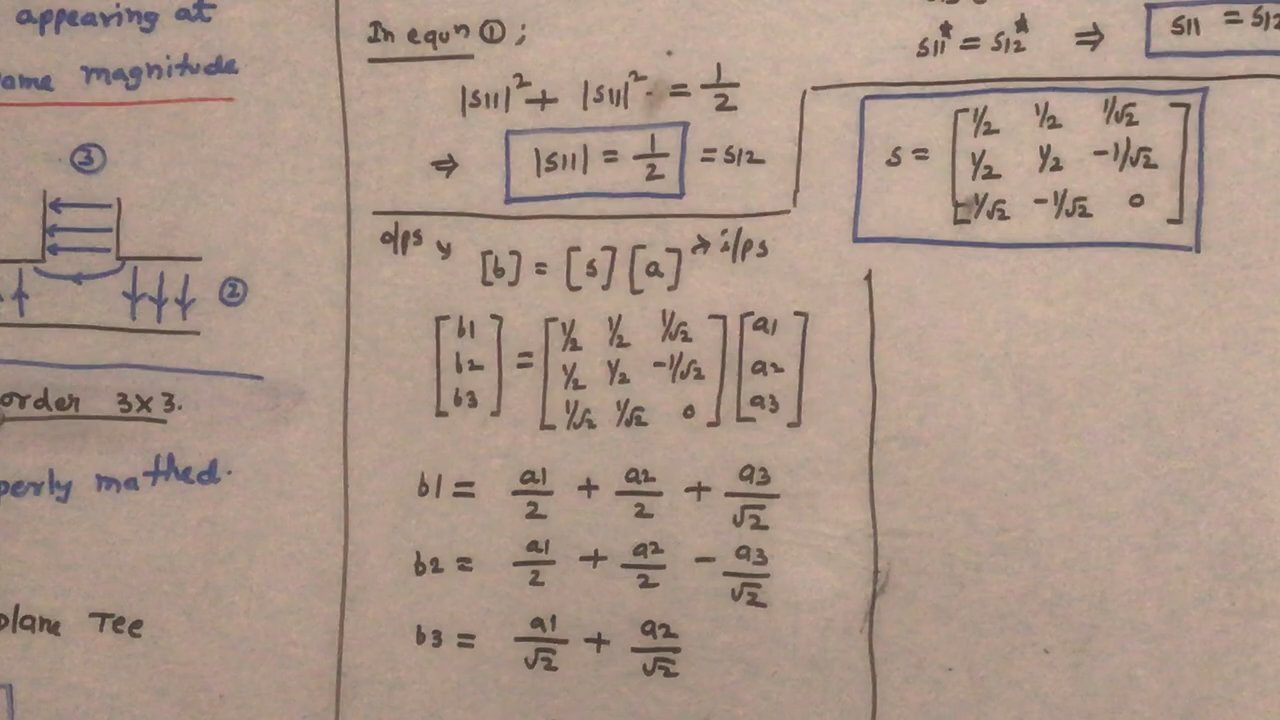 appearing at
ame magnitude
③
②
order 3x3.
perly mathed.
plane Tee
In equn ①;
|s11|² + |s11|² = 1/2
⇒ |s11| = 1/2 = s12
o/ps [b] = [s] [a] → i/ps
[b1 b2 b3] = [1/2 1/2 1/√2; 1/2 1/2 -1/√2; 1/√2 1/√2 0] [a1 a2 a3]
b1 = a1/2 + a2/2 + a3/√2
b2 = a1/2 + a2/2 - a3/√2
b3 = a1/√2 + a2/√2
s11* = s12* ⇒ s11 = s12
s = [1/2 1/2 1/√2
1/2 1/2 -1/√2
1/√2 -1/√2 0]